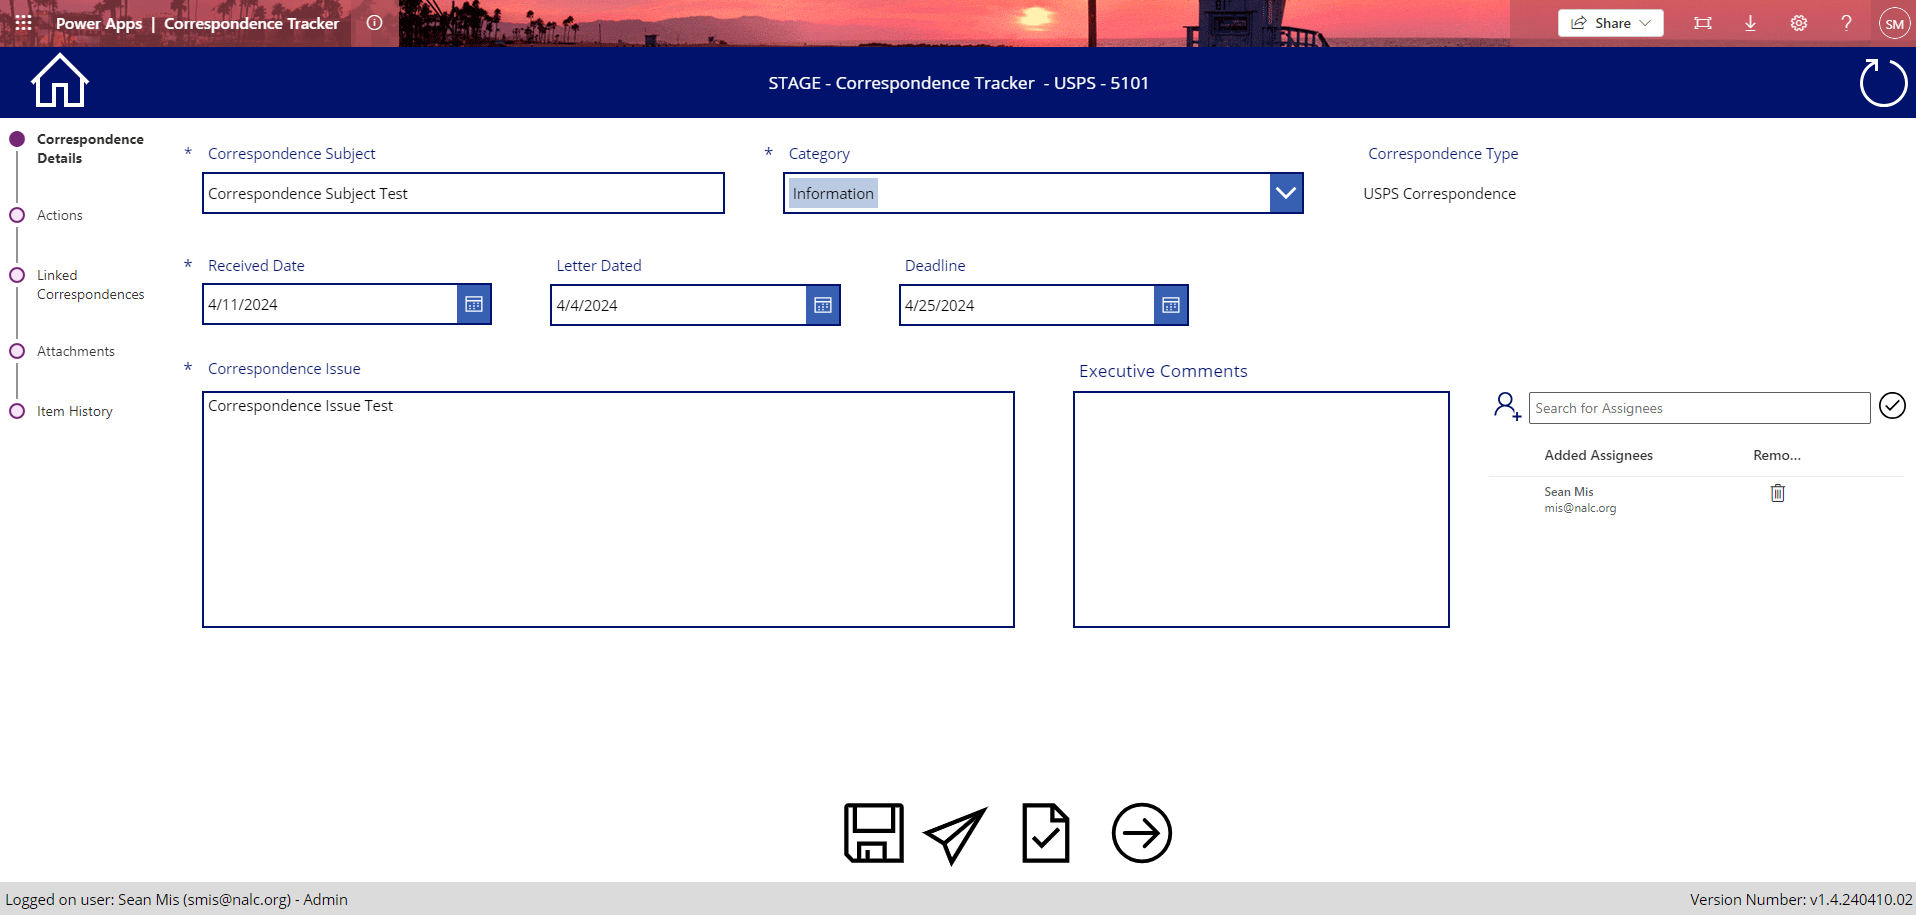 Power Apps | Correspondence Tracker
Share
SM
STAGE - Correspondence Tracker - USPS - 5101
Correspondence
Details
Actions
Linked
Correspondences
Attachments
Item History
* Correspondence Subject
Correspondence Subject Test
* Category
Information
Correspondence Type
USPS Correspondence
* Received Date
4/11/2024
Letter Dated
4/4/2024
Deadline
4/25/2024
* Correspondence Issue
Correspondence Issue Test
Executive Comments
Search for Assignees
Added Assignees Remo...
Sean Mis
mis@nalc.org
Logged on user: Sean Mis (smis@nalc.org) - Admin
Version Number: v1.4.240410.02